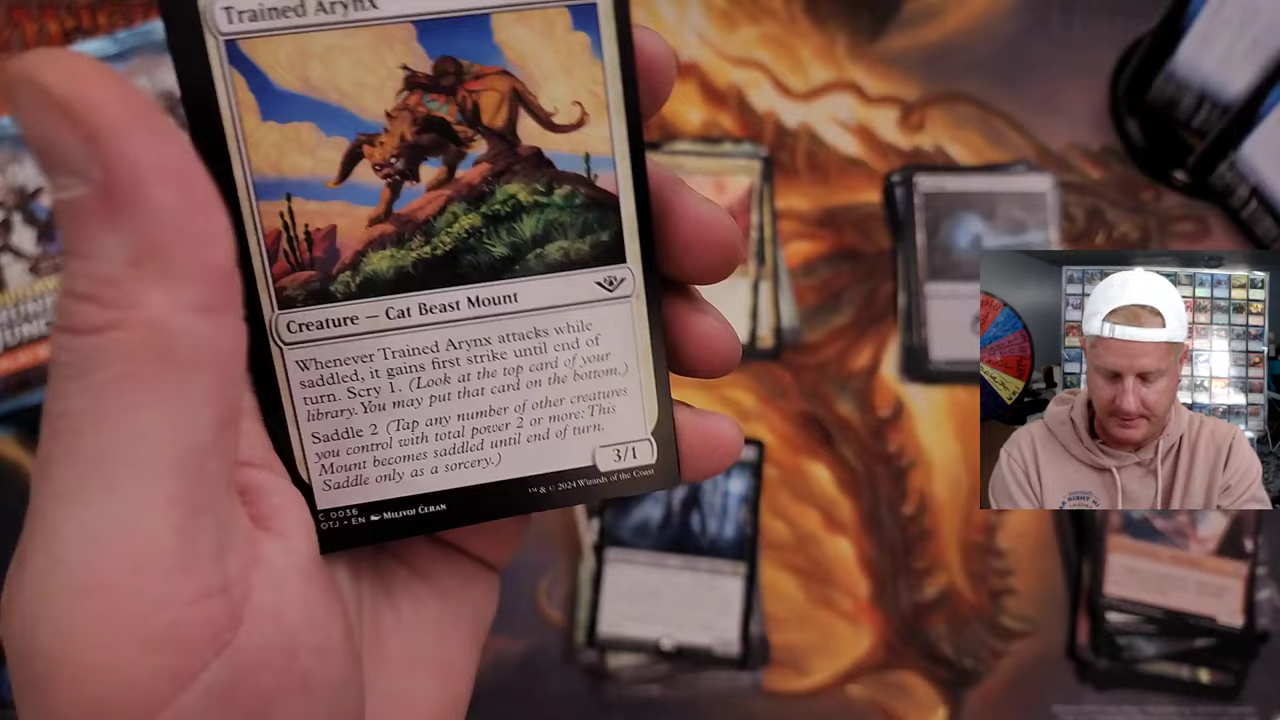 Trained Arynx
Creature — Cat Beast Mount
Whenever Trained Arynx attacks while
saddled, it gains first strike until end of
turn. Scry 1. (Look at the top card of your
library. You may put that card on the bottom.)
Saddle 2 (Tap any number of other creatures
you control with total power 2 or more: This
Mount becomes saddled until end of turn.
Saddle only as a sorcery.)
3/1
C 0036
OTJ • EN Milivoj Ćeran
™ & © 2024 Wizards of the Coast